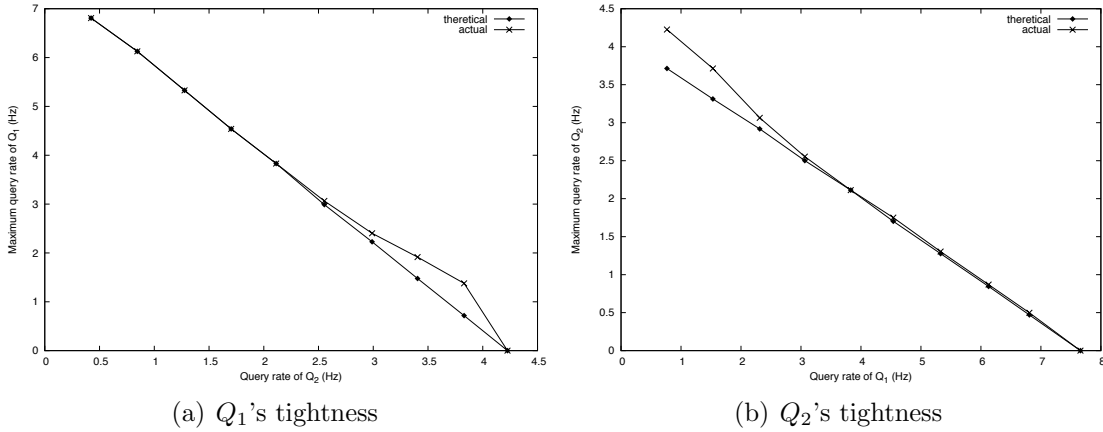 theretical
actual
Maximum query rate of Q1 (Hz)
7
6
5
4
3
2
1
0
0 0.5 1 1.5 2 2.5 3 3.5 4 4.5
Query rate of Q2 (Hz)
(a) Q1's tightness
theretical
actual
Maximum query rate of Q2 (Hz)
4.5
4
3.5
3
2.5
2
1.5
1
0.5
0
0 1 2 3 4 5 6 7 8
Query rate of Q1 (Hz)
(b) Q2's tightness